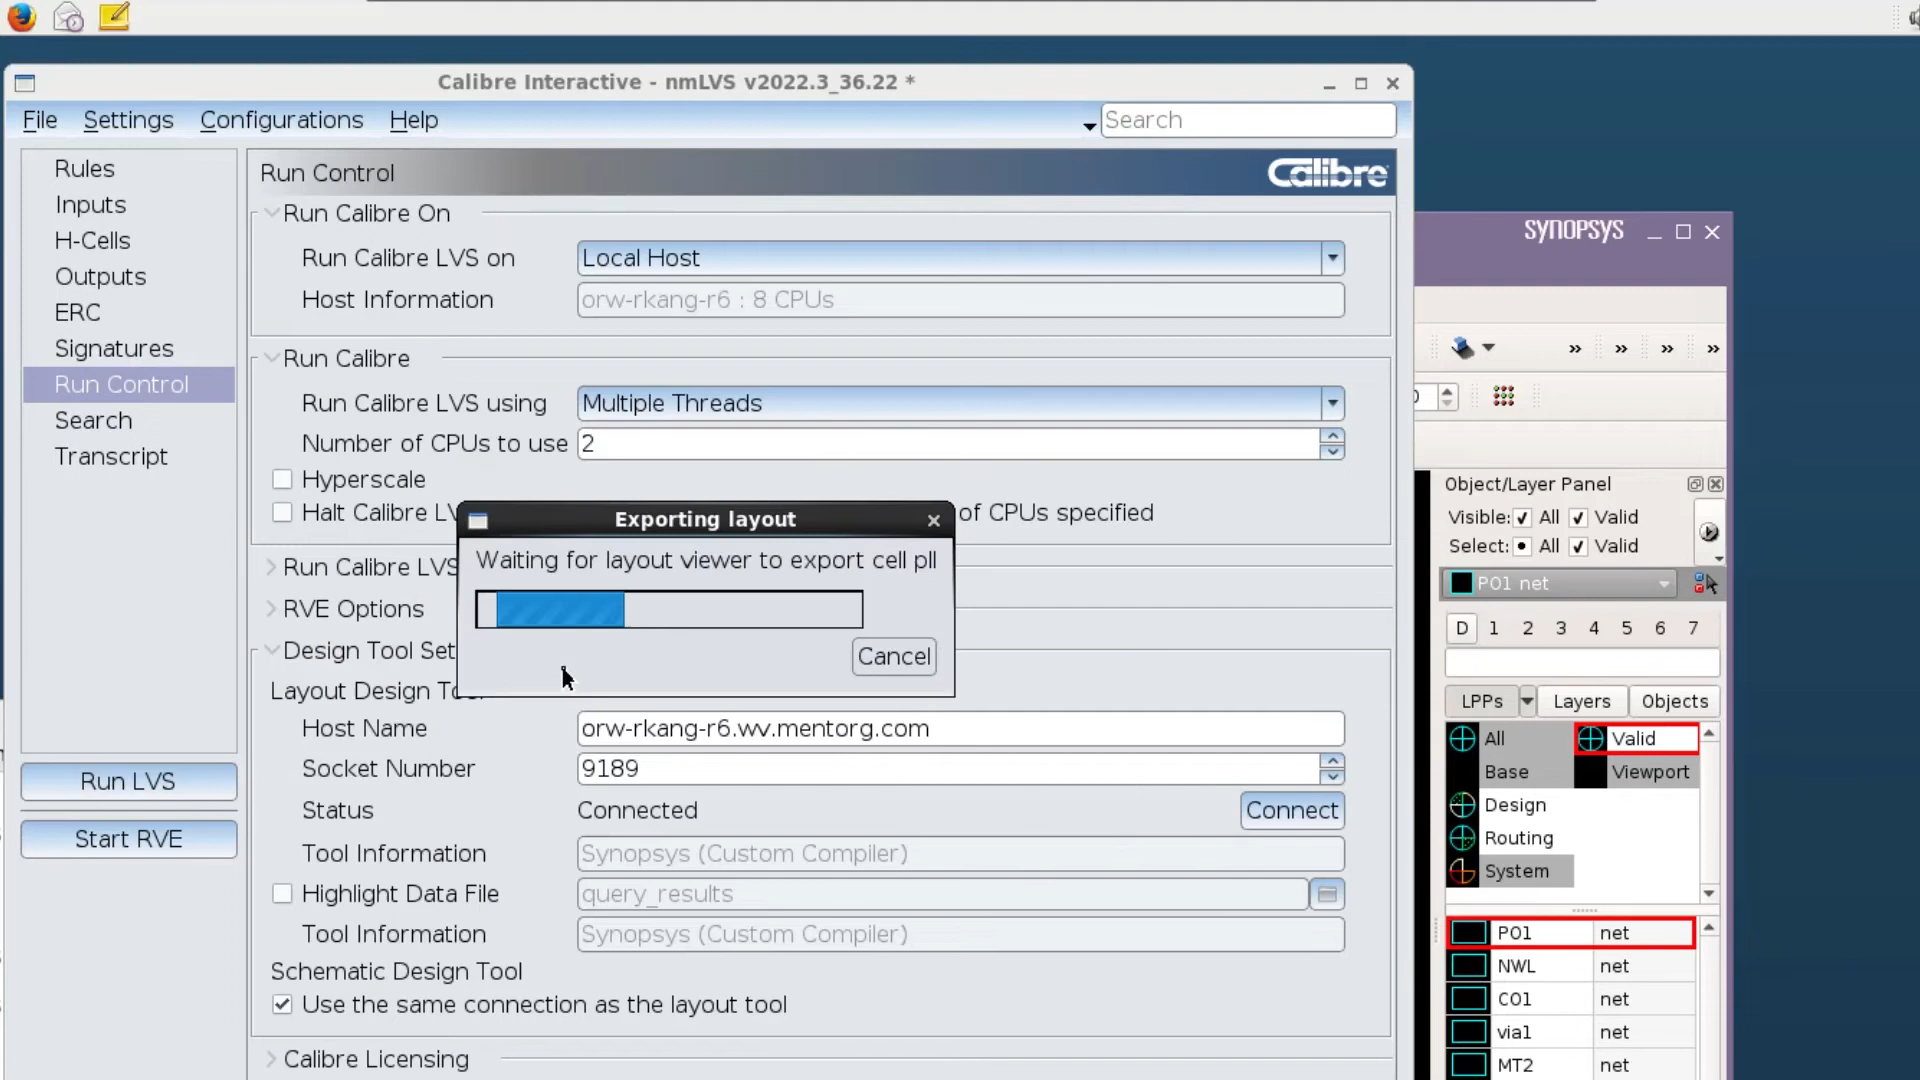 Calibre Interactive - nmLVS v2022.3_36.22 *
File Settings Configurations Help Search
Rules
Inputs
H-Cells
Outputs
ERC
Signatures
Run Control
Search
Transcript
Run LVS
Start RVE
Run Control
Calibre
Run Calibre On
Run Calibre LVS on Local Host
Host Information orw-rkang-r6 : 8 CPUs
Run Calibre
Run Calibre LVS using Multiple Threads
Number of CPUs to use 2
Hyperscale
Halt Calibre LV of CPUs specified
Exporting layout
Waiting for layout viewer to export cell pll
Cancel
Run Calibre LVS
RVE Options
Design Tool Set
Layout Design To
Host Name orw-rkang-r6.wv.mentorg.com
Socket Number 9189
Status Connected Connect
Tool Information Synopsys (Custom Compiler)
Highlight Data File query_results
Tool Information Synopsys (Custom Compiler)
Schematic Design Tool
Use the same connection as the layout tool
Calibre Licensing
SYNOPSYS
Object/Layer Panel
Visible: All Valid
Select: All Valid
PO1 net
D 1 2 3 4 5 6 7
LPPs Layers Objects
All Valid
Base Viewport
Design
Routing
System
PO1 net
NWL net
CO1 net
via1 net
MT2 net